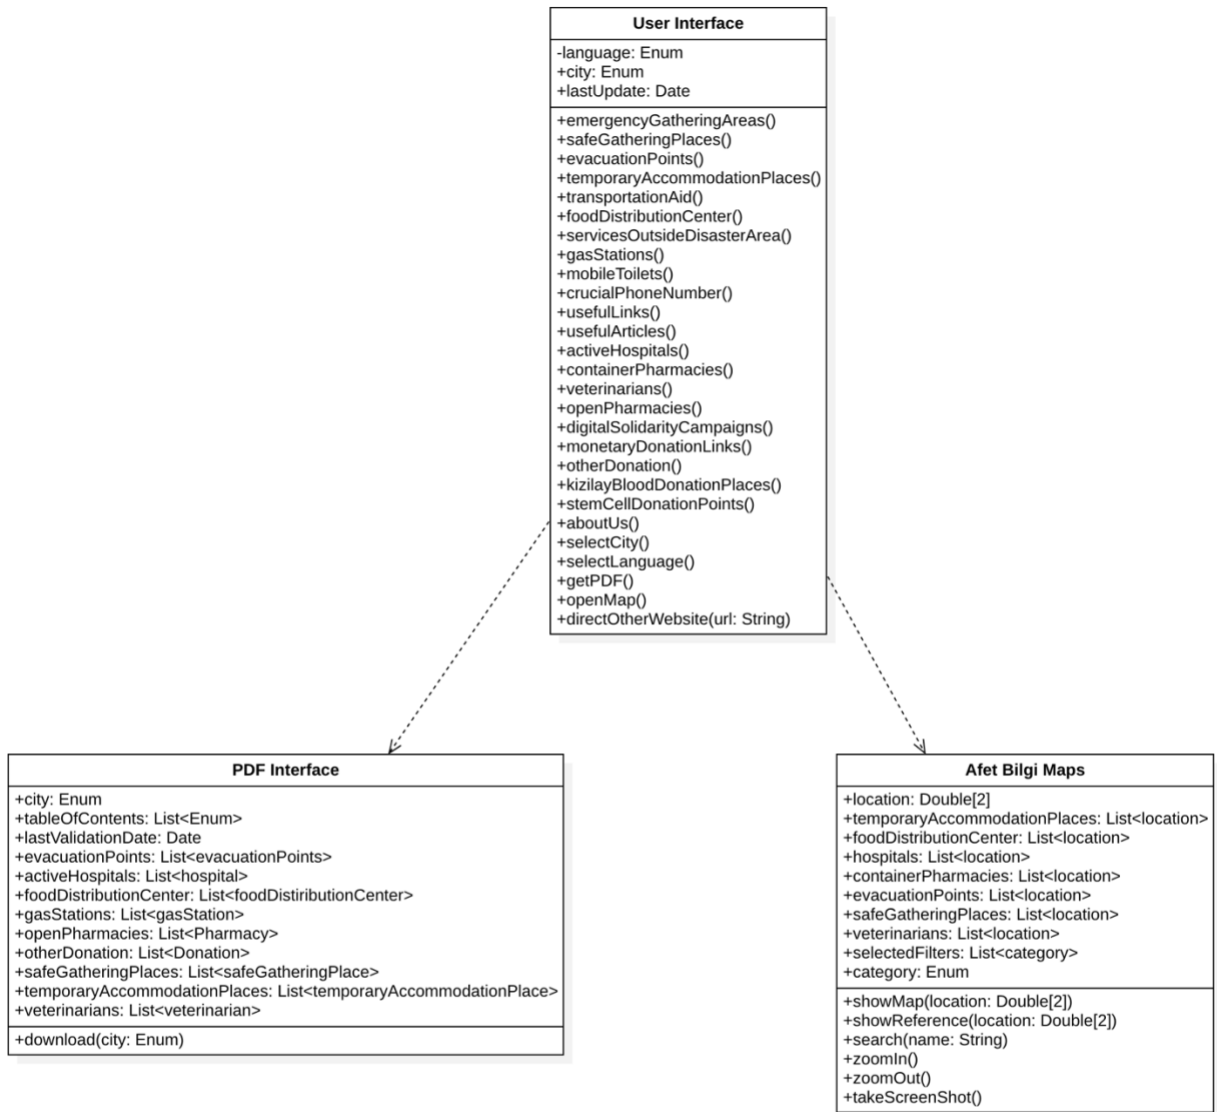 User Interface
-language: Enum
+city: Enum
+lastUpdate: Date
+emergencyGatheringAreas()
+safeGatheringPlaces()
+evacuationPoints()
+temporaryAccommodationPlaces()
+transportationAid()
+foodDistributionCenter()
+servicesOutsideDisasterArea()
+gasStations()
+mobileToilets()
+crucialPhoneNumber()
+usefulLinks()
+usefulArticles()
+activeHospitals()
+containerPharmacies()
+veterinarians()
+openPharmacies()
+digitalSolidarityCampaigns()
+monetaryDonationLinks()
+otherDonation()
+kizilayBloodDonationPlaces()
+stemCellDonationPoints()
+aboutUs()
+selectCity()
+selectLanguage()
+getPDF()
+openMap()
+directOtherWebsite(url: String)
PDF Interface
+city: Enum
+tableOfContents: List<Enum>
+lastValidationDate: Date
+evacuationPoints: List<evacuationPoints>
+activeHospitals: List<hospital>
+foodDistributionCenter: List<foodDistiributionCenter>
+gasStations: List<gasStation>
+openPharmacies: List<Pharmacy>
+otherDonation: List<Donation>
+safeGatheringPlaces: List<safeGatheringPlace>
+temporaryAccommodationPlaces: List<temporaryAccommodationPlace>
+veterinarians: List<veterinarian>
+download(city: Enum)
Afet Bilgi Maps
+location: Double[2]
+temporaryAccommodationPlaces: List<location>
+foodDistributionCenter: List<location>
+hospitals: List<location>
+containerPharmacies: List<location>
+evacuationPoints: List<location>
+safeGatheringPlaces: List<location>
+veterinarians: List<location>
+selectedFilters: List<category>
+category: Enum
+showMap(location: Double[2])
+showReference(location: Double[2])
+search(name: String)
+zoomIn()
+zoomOut()
+takeScreenShot()